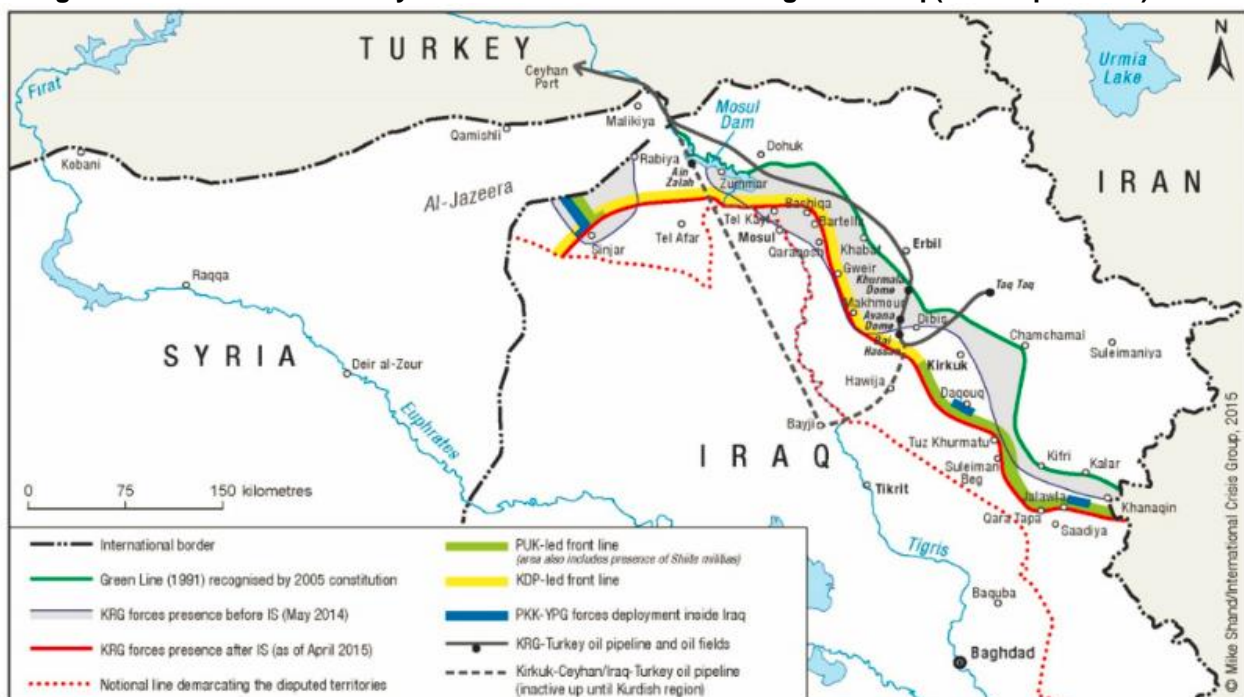 TURKEY
Ceyhan
Port
Urmia
Lake
N
Fırat
Mosul
Dam
Malikiya
Qamishli
Dohuk
Kobani
Rabiya
Ain
Zalah
Zummar
IRAN
Al-Jazeera
Bashiqa
Tel Kayf
Bartella
Mosul
Tel Afar
Sinjar
Qaraqosh
Khabat
Erbil
Gweir
Khurmala
Dome
Taq Taq
Raqqa
Makhmour
Avana
Dome
Dibis
Bai
Hassan
Chamchamal
Suleimaniya
SYRIA
Deir al-Zour
Kirkuk
Hawija
Daqouq
Euphrates
Bayji
IRAQ
Tuz Khurmatu
Suleiman
Beg
Kifri
Kalar
0 75 150 kilometres
Tikrit
Jalawla
Khanaqin
Qara Tapa
Saadiya
Tigris
Baquba
Baghdad
International border
Green Line (1991) recognised by 2005 constitution
KRG forces presence before IS (May 2014)
KRG forces presence after IS (as of April 2015)
Notional line demarcating the disputed territories
PUK-led front line
(area also includes presence of Shiite militias)
KDP-led front line
PKK-YPG forces deployment inside Iraq
KRG-Turkey oil pipeline and oil fields
Kirkuk-Ceyhan/Iraq-Turkey oil pipeline
(inactive up until Kurdish region)
© Mike Shand/International Crisis Group, 2015